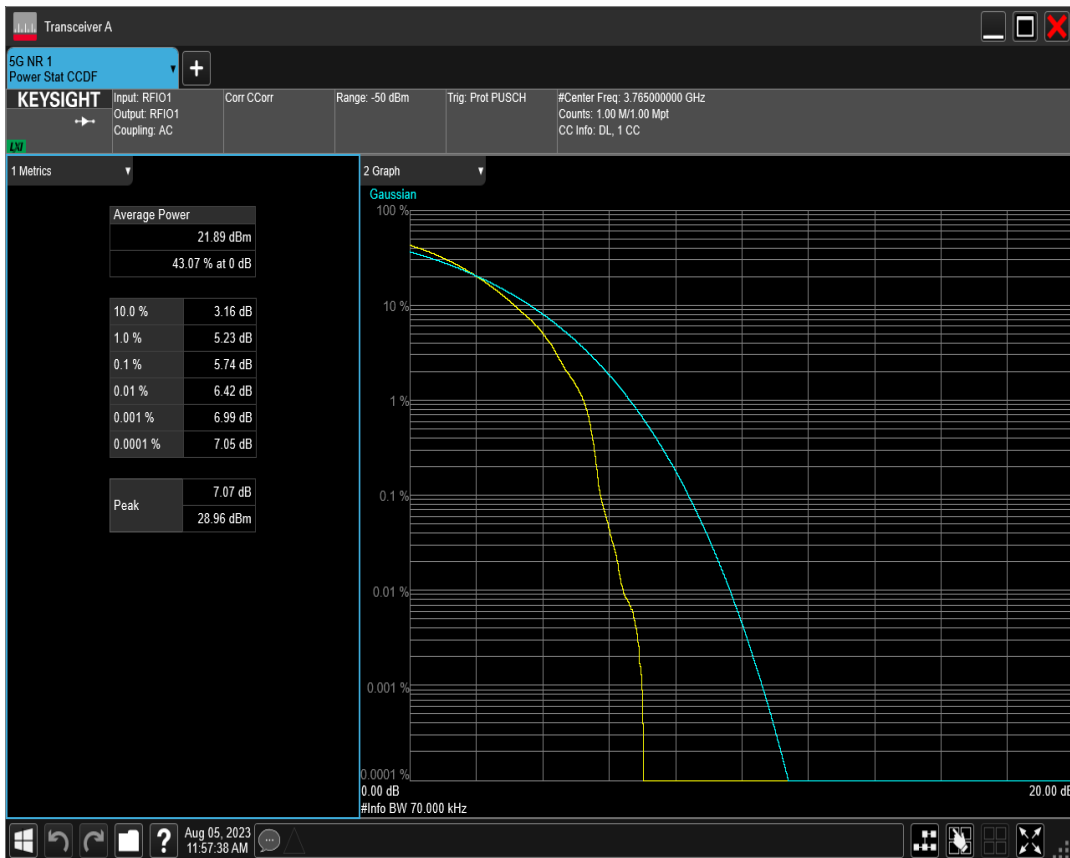 Transceiver A
5G NR 1
Power Stat CCDF
+
KEYSIGHT
LXI
Input: RFIO1
Output: RFIO1
Coupling: AC
Corr CCorr
Range: -50 dBm
Trig: Prot PUSCH
#Center Freq: 3.765000000 GHz
Counts: 1.00 M/1.00 Mpt
CC Info: DL, 1 CC
1 Metrics
Average Power
21.89 dBm
43.07 % at 0 dB
10.0 % 3.16 dB
1.0 % 5.23 dB
0.1 % 5.74 dB
0.01 % 6.42 dB
0.001 % 6.99 dB
0.0001 % 7.05 dB
Peak
7.07 dB
28.96 dBm
2 Graph
Gaussian
100 %
10 %
1 %
0.1 %
0.01 %
0.001 %
0.0001 %
0.00 dB 20.00 dB
#Info BW 70.000 kHz
?
Aug 05, 2023
11:57:38 AM